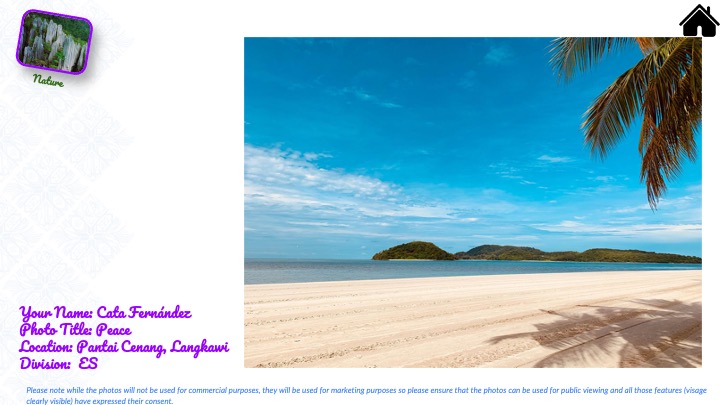 Nature
Your Name: Cata Fernández
Photo Title: Peace
Location: Pantai Cenang, Langkawi
Division: ES
Please note while the photos will not be used for commercial purposes, they will be used for marketing purposes so please ensure that the photos can be used for public viewing and all those features (visage
clearly visible) have expressed their consent.